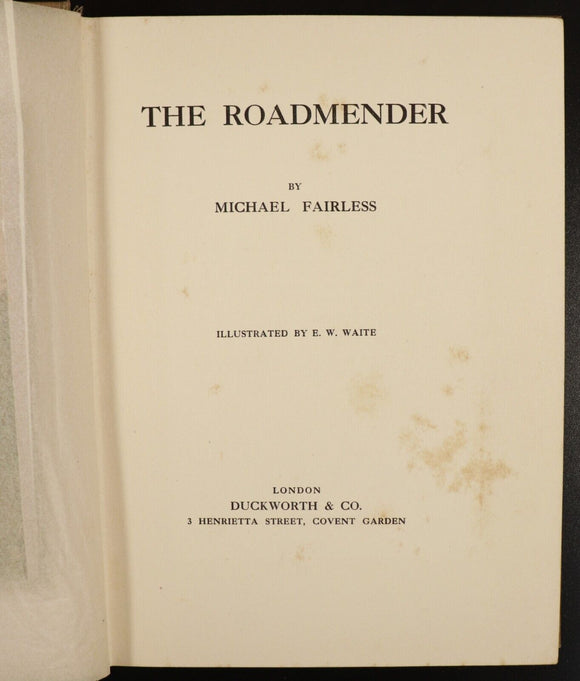 THE ROADMENDER
BY
MICHAEL FAIRLESS
ILLUSTRATED BY E. W. WAITE
LONDON
DUCKWORTH & CO.
3 HENRIETTA STREET, COVENT GARDEN